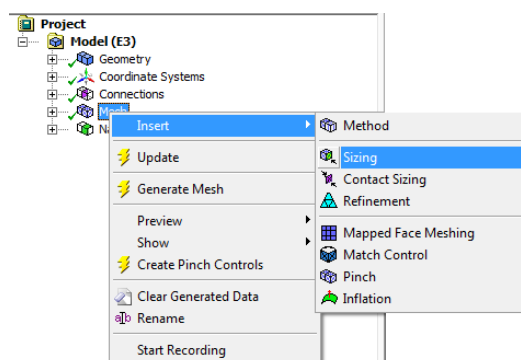 Project
Model (E3)
Geometry
Coordinate Systems
Connections
Mesh
Insert
Method
Update
Sizing
Contact Sizing
Generate Mesh
Refinement
Preview
Mapped Face Meshing
Show
Match Control
Create Pinch Controls
Pinch
Clear Generated Data
Inflation
Rename
Start Recording